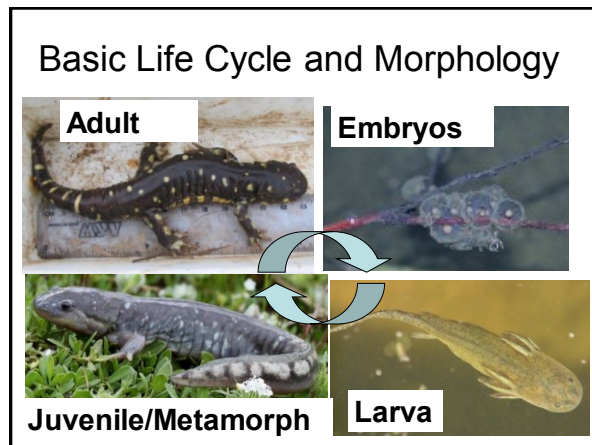 Basic Life Cycle and Morphology
Adult
Embryos
Juvenile/Metamorph
Larva